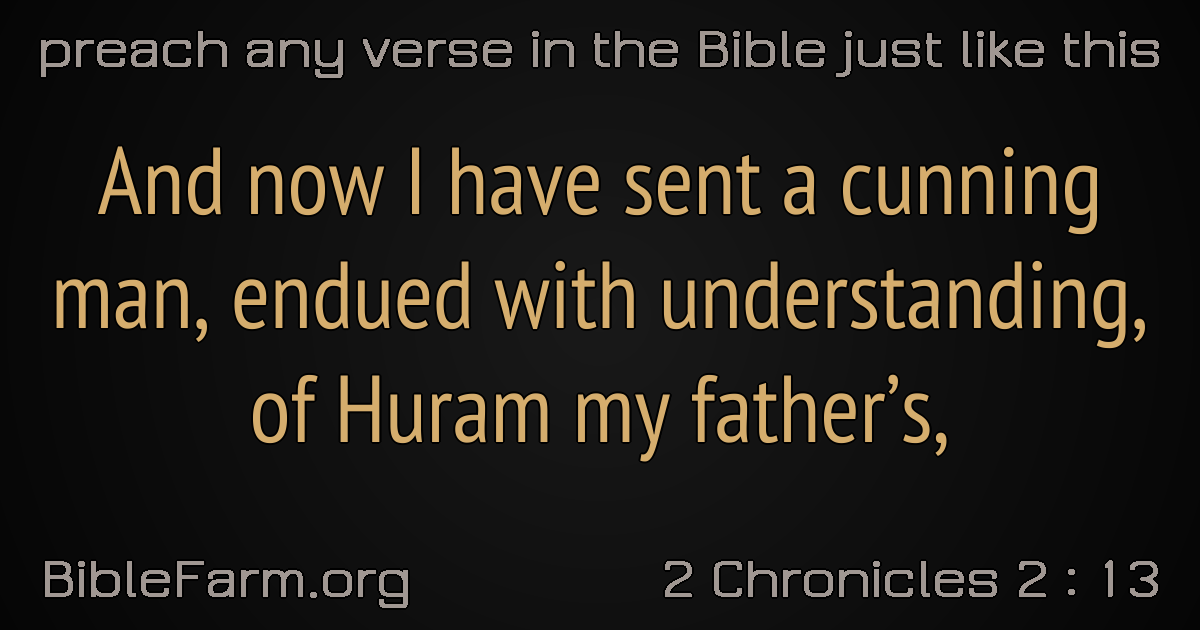 preach any verse in the Bible just like this
And now I have sent a cunning
man, endued with understanding,
of Huram my father’s,
BibleFarm.org
2 Chronicles 2 : 13